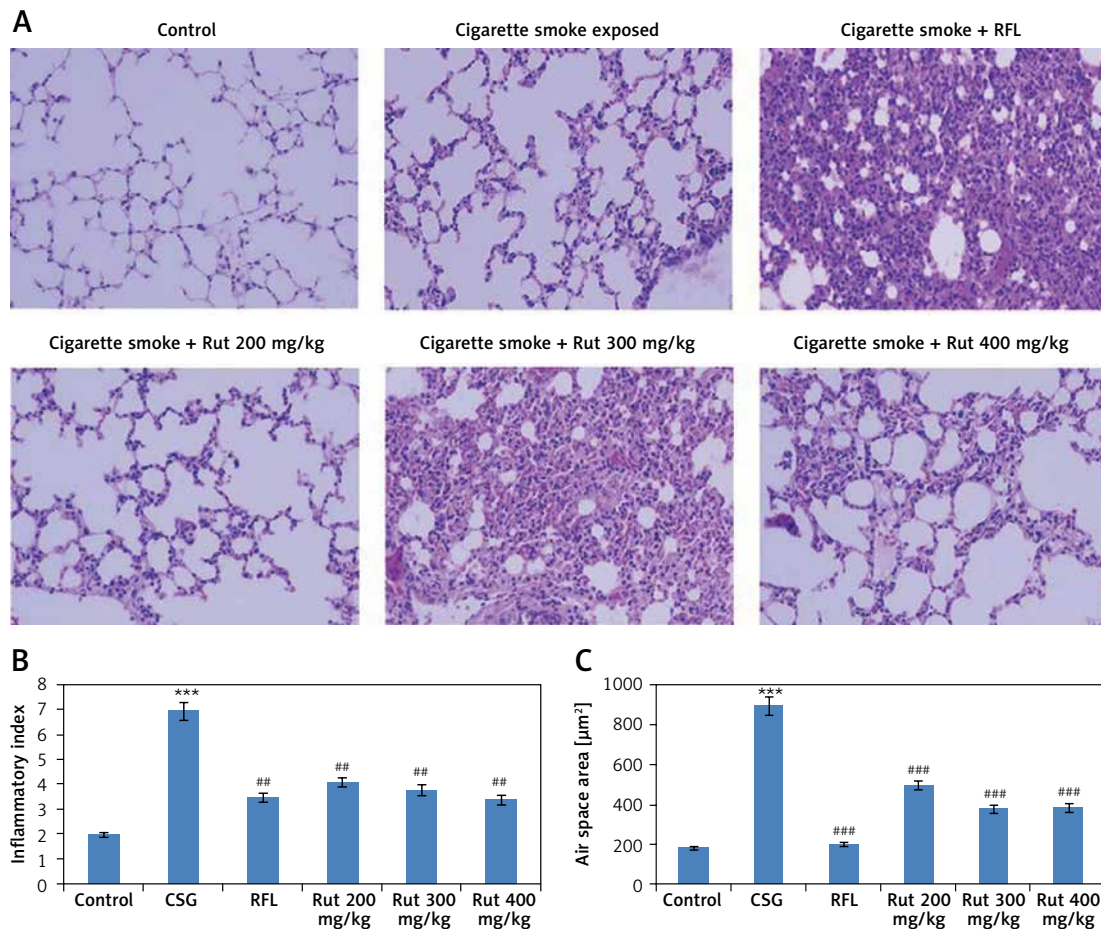 A
Control
Cigarette smoke exposed
Cigarette smoke + RFL
Cigarette smoke + Rut 200 mg/kg
Cigarette smoke + Rut 300 mg/kg
Cigarette smoke + Rut 400 mg/kg
B
Inflammatory index
8
7
6
5
4
3
2
1
0
***
##
##
##
##
Control
CSG
RFL
Rut 200 mg/kg
Rut 300 mg/kg
Rut 400 mg/kg
C
Air space area [µm²]
1000
800
600
400
200
0
***
###
###
###
###
Control
CSG
RFL
Rut 200 mg/kg
Rut 300 mg/kg
Rut 400 mg/kg